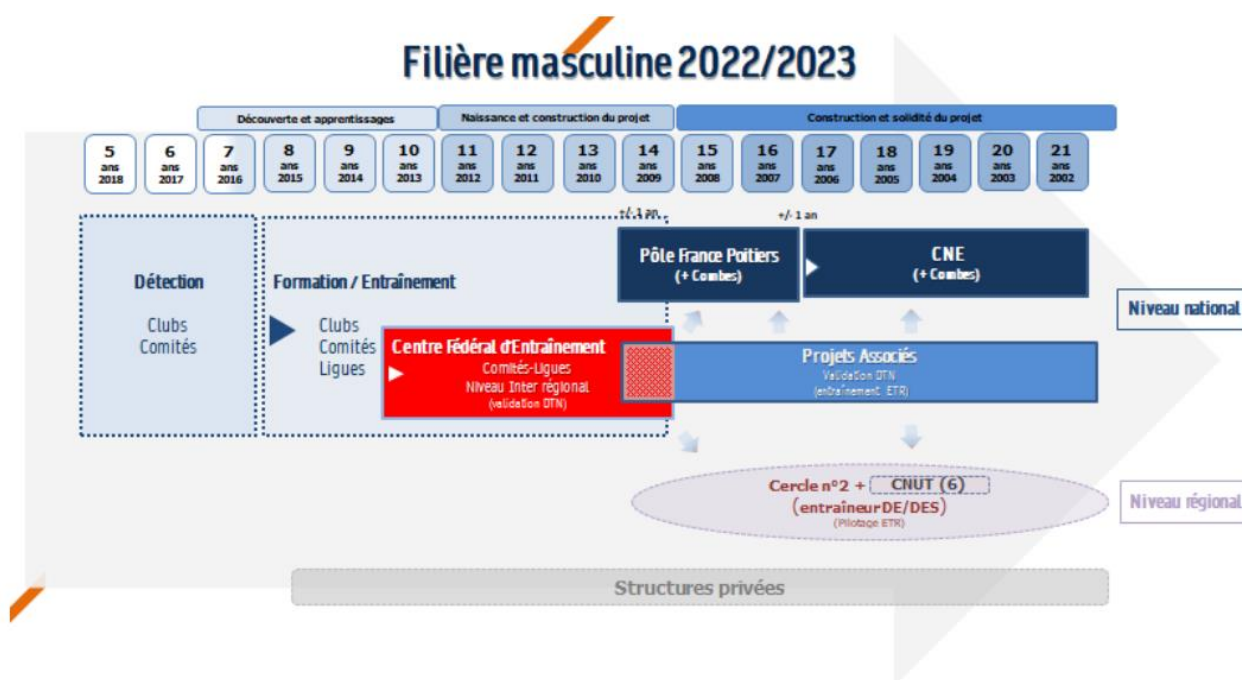 Filière masculine 2022/2023
Découverte et apprentissages
Naissance et construction du projet
Construction et solidité du projet
5 ans 2018
6 ans 2017
7 ans 2016
8 ans 2015
9 ans 2014
10 ans 2013
11 ans 2012
12 ans 2011
13 ans 2010
14 ans 2009
15 ans 2008
16 ans 2007
17 ans 2006
18 ans 2005
19 ans 2004
20 ans 2003
21 ans 2002
+/- 1 an
+/- 1 an
Détection
Clubs
Comités
Formation / Entraînement
Clubs
Comités
Ligues
Centre Fédéral d'Entraînement
Comités-Ligues
Niveau Inter régional
(validation DTN)
Pôle France Poitiers
(+ Combes)
CNE
(+ Combes)
Niveau national
Projets Associés
Validation DTN
(entraînement ETR)
Cercle n°2 + CNUT (6)
(entraîneur DE/DES)
(Pilotage ETR)
Niveau régional
Structures privées